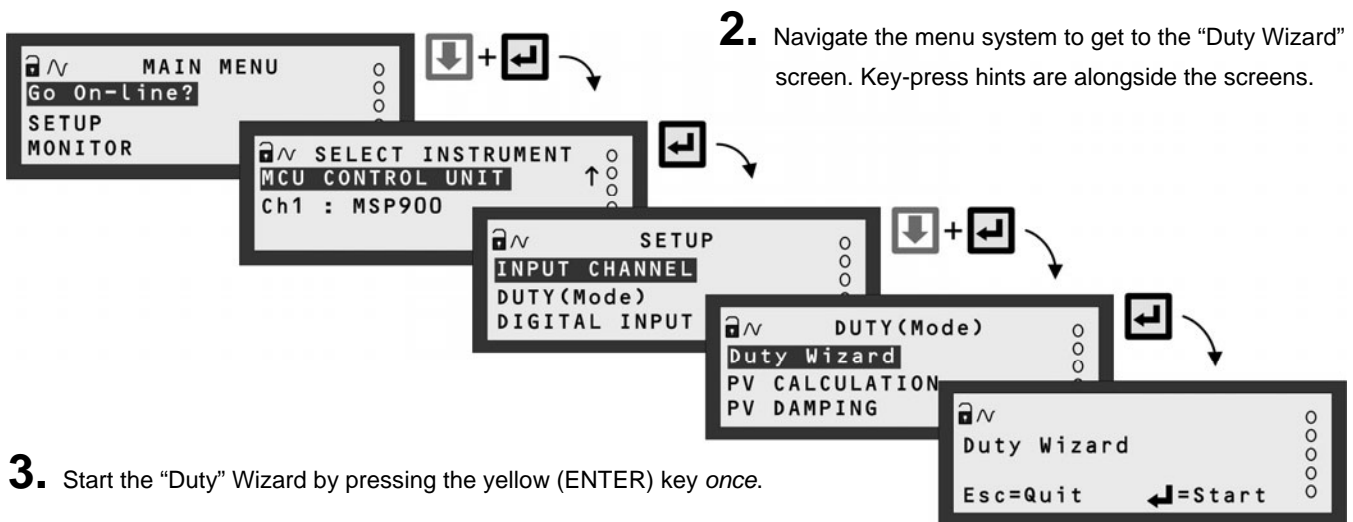 2. Navigate the menu system to get to the “Duty Wizard”
screen. Key-press hints are alongside the screens.
MAIN MENU
Go On-line?
SETUP
MONITOR
+
SELECT INSTRUMENT
MCU CONTROL UNIT ↑
Ch1 : MSP900
SETUP
INPUT CHANNEL
DUTY(Mode)
DIGITAL INPUT
+
DUTY(Mode)
Duty Wizard
PV CALCULATION
PV DAMPING
Duty Wizard
Esc=Quit ↵=Start
3. Start the “Duty” Wizard by pressing the yellow (ENTER) key once.